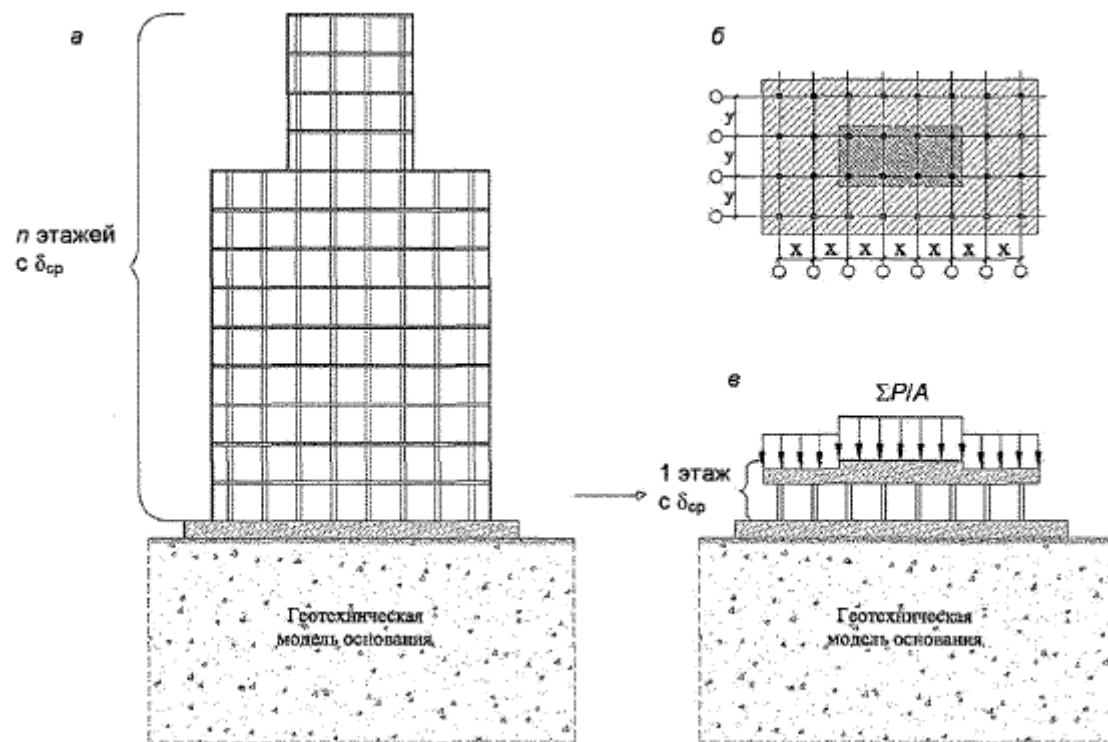 а
n этажей
с δср
Геотехническая
модель основания
б
у
у
у
х х х х х х х
в
ΣP/A
1 этаж
с δср
Геотехническая
модель основания